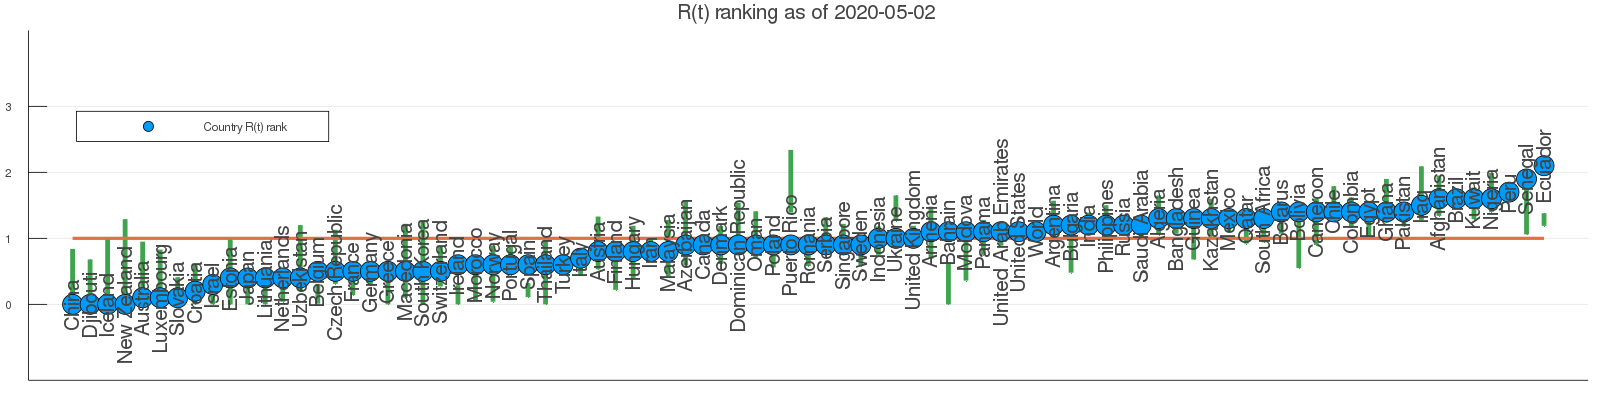 R(t) ranking as of 2020-05-02
3
2
1
0
Country R(t) rank
China
Djibouti
Iceland
New Zealand
Australia
Luxembourg
Slovakia
Croatia
Israel
Estonia
Japan
Lithuania
Netherlands
Uzbekistan
Belgium
Czech Republic
France
Germany
Greece
Macedonia
South Korea
Switzerland
Ireland
Morocco
Norway
Portugal
Spain
Thailand
Turkey
Italy
Austria
Finland
Hungary
Iran
Malaysia
Azerbaijan
Canada
Denmark
Dominican Republic
Oman
Poland
Puerto Rico
Romania
Serbia
Singapore
Sweden
Indonesia
Ukraine
United Kingdom
Armenia
Bahrain
Moldova
Panama
United Arab Emirates
United States
World
Argentina
Bulgaria
India
Philippines
Russia
Saudi Arabia
Algeria
Bangladesh
Guinea
Kazakhstan
Mexico
Qatar
South Africa
Belarus
Bolivia
Cameroon
Chile
Colombia
Egypt
Ghana
Pakistan
Iraq
Afghanistan
Brazil
Kuwait
Nigeria
Peru
Senegal
Ecuador